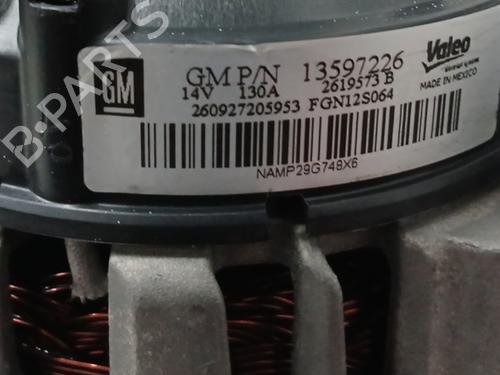 B-PARTS
GM
GM P/N 13597226
Valeo
14V 130A 2619573 B
MADE IN MEXICO
260927205953 FGN12S064
NAMP29G748X6